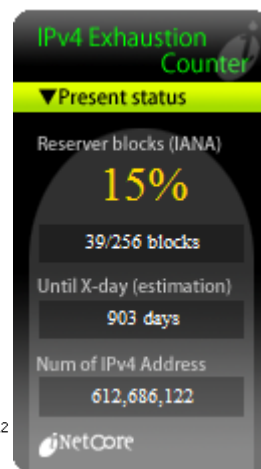 IPv4 Exhaustion
Counter
▼Present status
Reserver blocks (IANA)
15%
39/256 blocks
Until X-day (estimation)
903 days
Num of IPv4 Address
612,686,122
2
iNetCore